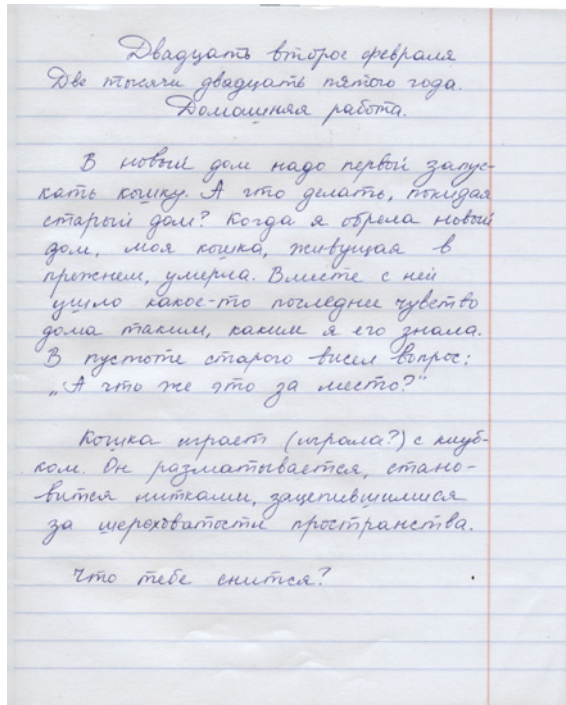 Двадцать второе февраля
Две тысячи двадцать пятого года.
Домашняя работа.
В новый дом надо первой запус-
кать кошку. А что делать, покидая
старый дом? Когда я обрела новый
дом, моя кошка, живущая в
прежнем, умерла. Вместе с ней
ушло какое-то последнее чувство
дома таким, каким я его знала.
В пустоте старого висел вопрос:
„А что же это за место?"
Кошка играет (играла?) с клуб-
ком. Он разматывается, стано-
вится нитками, зацепившимися
за шероховатости пространства.
Что тебе снится?